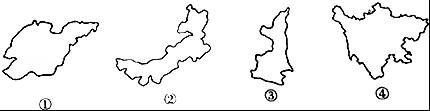 ① ② ③ ④